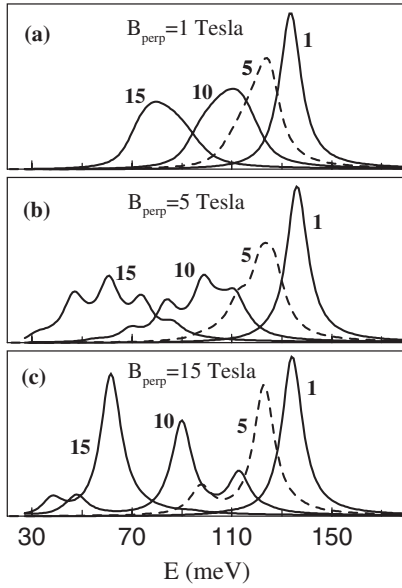 (a) B_perp=1 Tesla 1
5
15 10
(b) B_perp=5 Tesla 1
15 10 5
(c) B_perp=15 Tesla 1
15 10 5
30 70 110 150
E (meV)